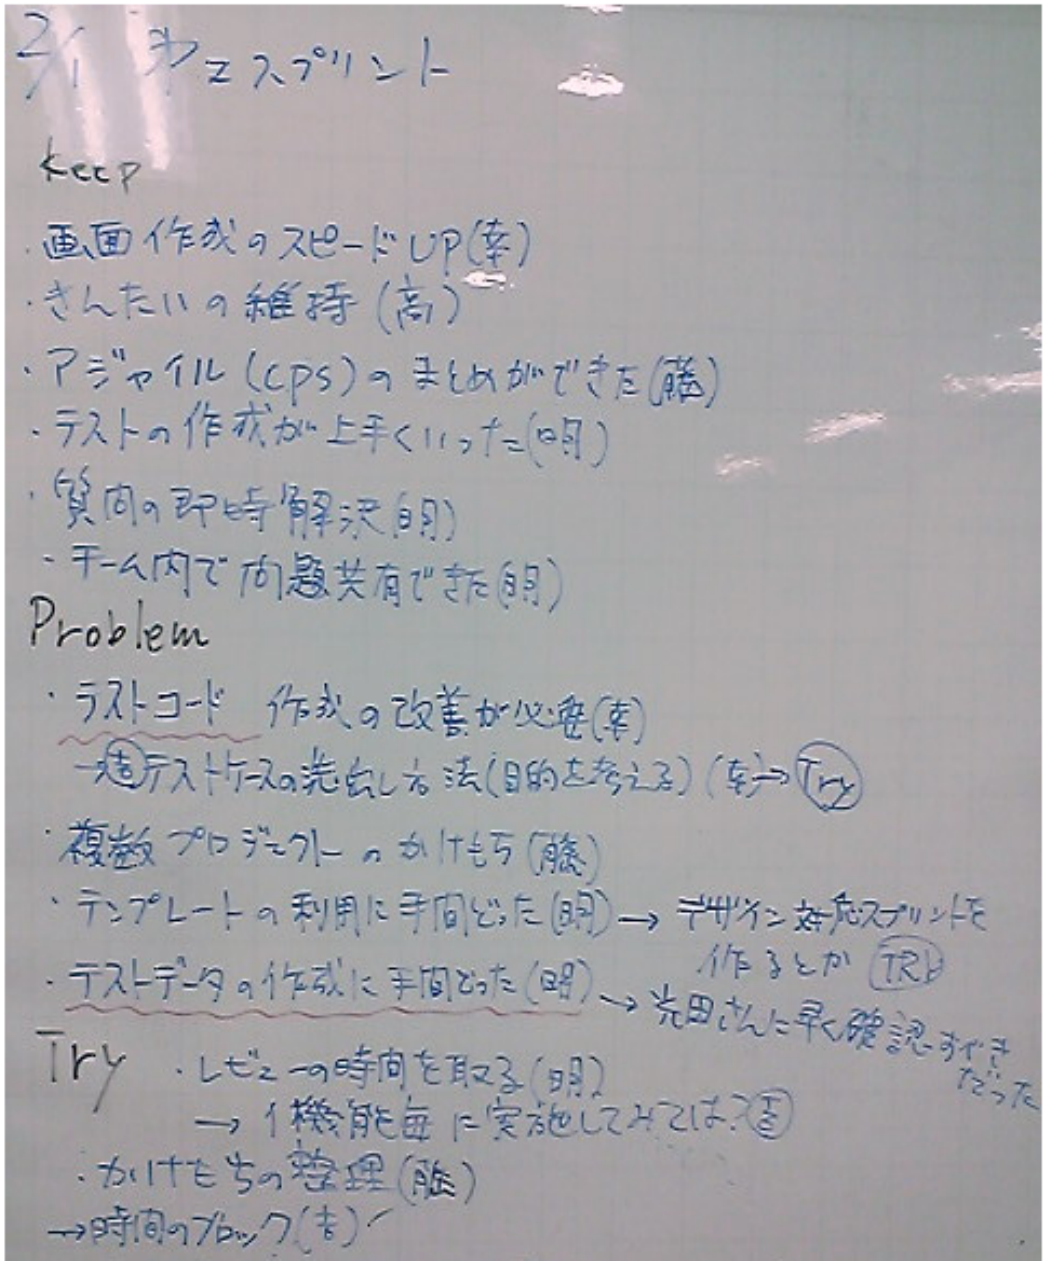 2/1 スプリント
Keep
・画面作成のスピードUP(幸)
・きんたいの維持(高)
・アジャイル(CPS)のまとめができた(藤)
・テストの作成が上手くいった(明)
・質問の即時解決(明)
・チーム内で問題共有できた(明)
Problem
・テストコード 作成の改善が必要(幸)
→(吉)テストケースの洗出し方法(目的を考える)(幸)→Try
・複数プロジェクトのかけもち(藤)
・テンプレートの利用に手間どった(明)→デザイン対応スプリントを
作るとか TRY
・テストデータの作成に手間どった(明)→さんに早く確認すべき
だった
Try ・レビューの時間を取る(明)
→1機能毎に実施してみては?(吉)
・かけもちの整理(藤)
→時間のブロック(吉)